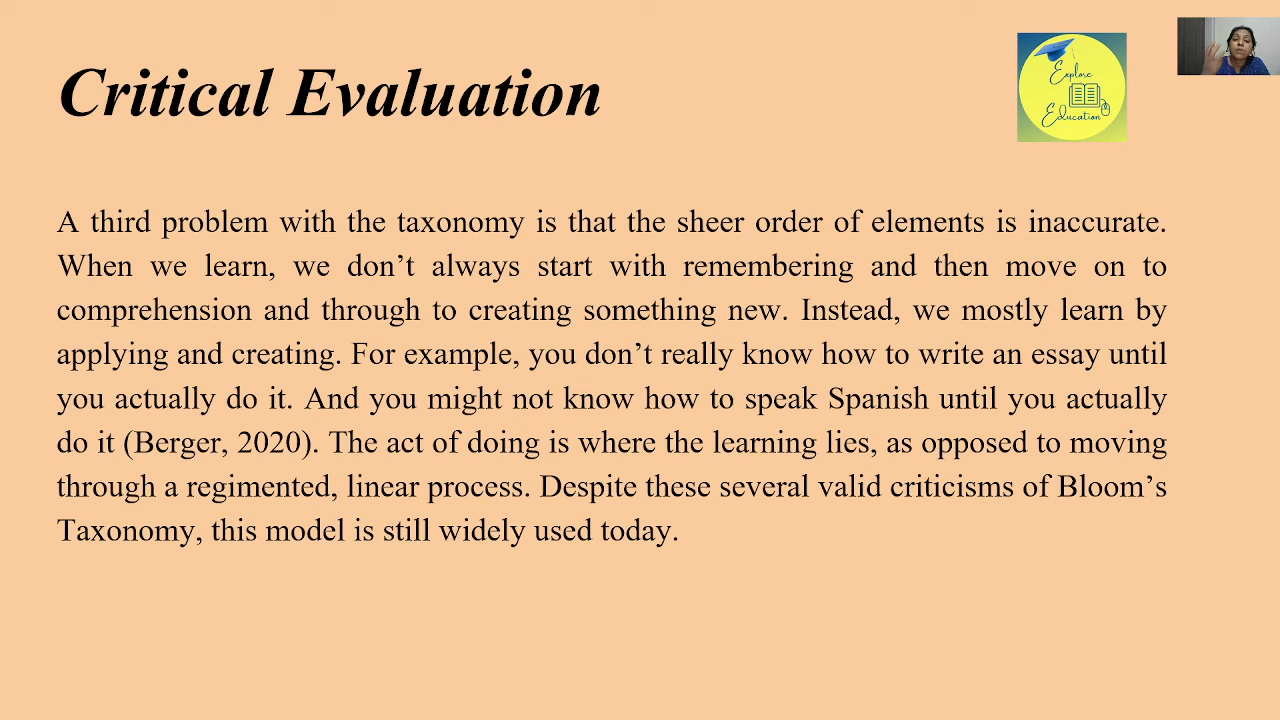 Critical Evaluation
Explore
Education
A third problem with the taxonomy is that the sheer order of elements is inaccurate.
When we learn, we don’t always start with remembering and then move on to
comprehension and through to creating something new. Instead, we mostly learn by
applying and creating. For example, you don’t really know how to write an essay until
you actually do it. And you might not know how to speak Spanish until you actually
do it (Berger, 2020). The act of doing is where the learning lies, as opposed to moving
through a regimented, linear process. Despite these several valid criticisms of Bloom’s
Taxonomy, this model is still widely used today.